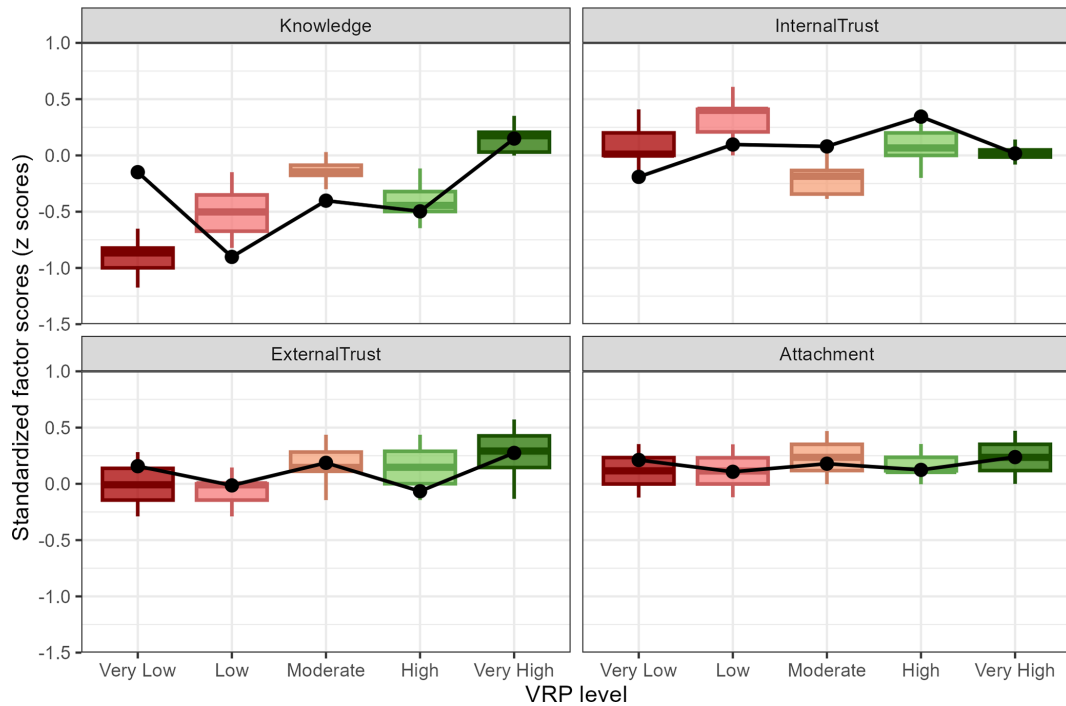 Knowledge
InternalTrust
1.0
0.5
0.0
-0.5
-1.0
-1.5
ExternalTrust
Attachment
1.0
0.5
0.0
-0.5
-1.0
-1.5
Standardized factor scores (z scores)
Very Low Low Moderate High Very High
Very Low Low Moderate High Very High
VRP level